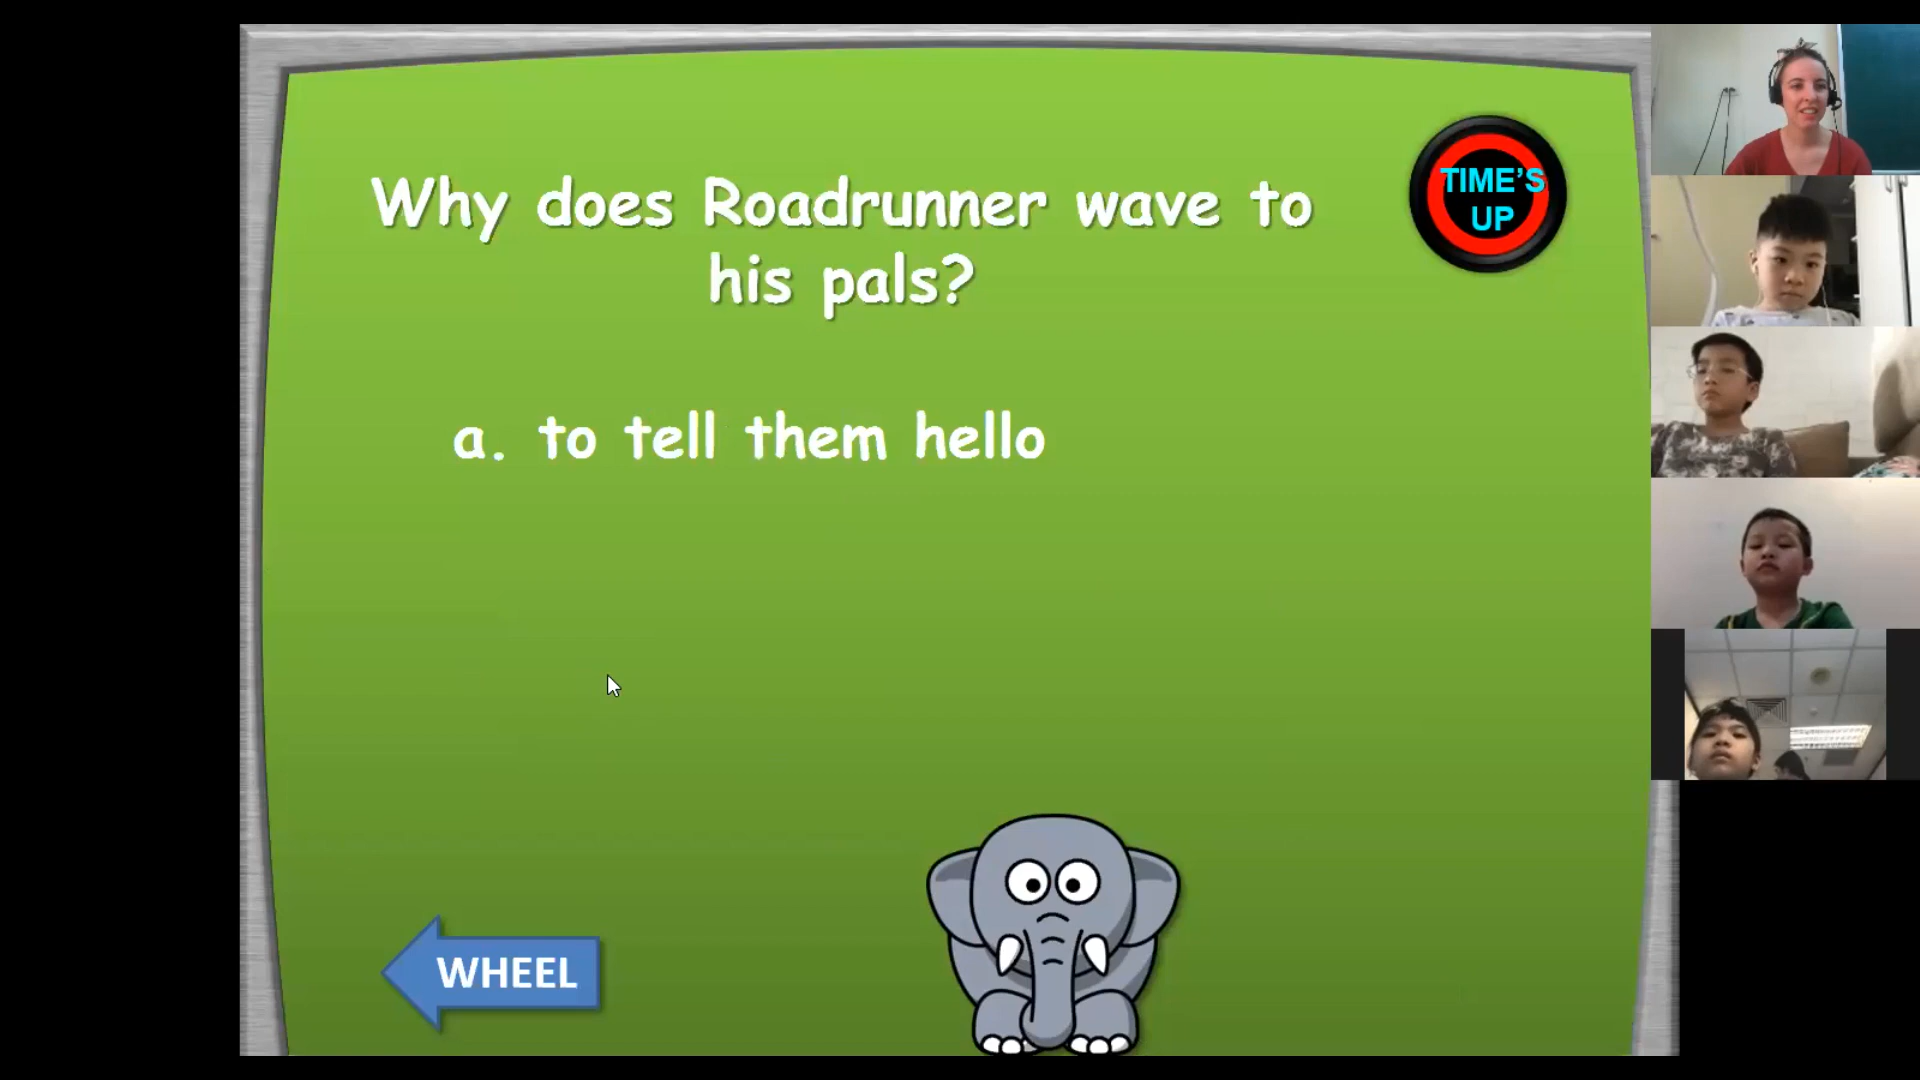 Why does Roadrunner wave to
his pals?
TIME'S
UP
a. to tell them hello
WHEEL